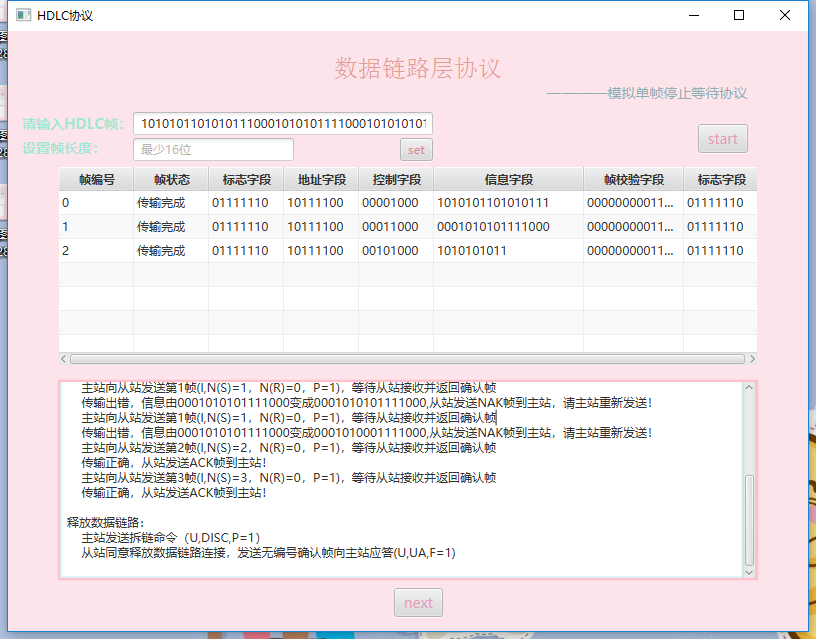 HDLC协议
数据链路层协议
————模拟单帧停止等待协议
请输入HDLC帧：
1010101101010111000101010111100010101010
设置帧长度：
最少16位
set
start
帧编号 帧状态 标志字段 地址字段 控制字段 信息字段 帧校验字段 标志字段
0 传输完成 01111110 10111100 00001000 1010101101010111 00000000011... 01111110
1 传输完成 01111110 10111100 00011000 0001010101111000 00000000011... 01111110
2 传输完成 01111110 10111100 00101000 1010101011 00000000011... 01111110
主站向从站发送第1帧(I,N(S)=1，N(R)=0，P=1)，等待从站接收并返回确认帧
传输出错，信息由0001010101111000变成0001010101111000,从站发送NAK帧到主站，请主站重新发送！
主站向从站发送第1帧(I,N(S)=1，N(R)=0，P=1)，等待从站接收并返回确认帧
传输出错，信息由0001010101111000变成0001010001111000,从站发送NAK帧到主站，请主站重新发送！
主站向从站发送第2帧(I,N(S)=2，N(R)=0，P=1)，等待从站接收并返回确认帧
传输正确，从站发送ACK帧到主站！
主站向从站发送第3帧(I,N(S)=3，N(R)=0，P=1)，等待从站接收并返回确认帧
传输正确，从站发送ACK帧到主站！
释放数据链路：
主站发送拆链命令（U,DISC,P=1）
从站同意释放数据链路连接，发送无编号确认帧向主站应答(U,UA,F=1)
next